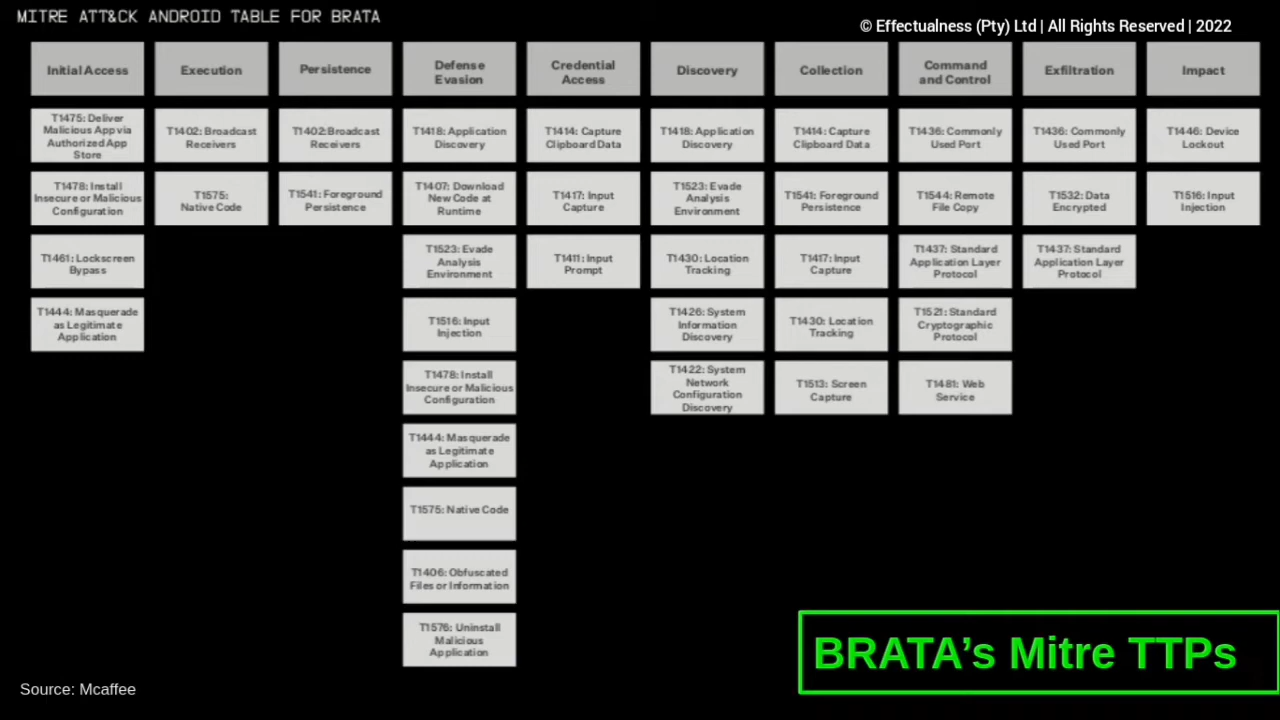 MITRE ATT&CK ANDROID TABLE FOR BRATA
© Effectualness (Pty) Ltd | All Rights Reserved | 2022
Initial Access
T1475: Deliver
Malicious App via
Authorized App
Store
T1478: Install
Insecure or Malicious
Configuration
T1461: Lockscreen
Bypass
T1444: Masquerade
as Legitimate
Application
Execution
T1402: Broadcast
Receivers
T1575:
Native Code
Persistence
T1402:Broadcast
Receivers
T1541: Foreground
Persistence
Defense
Evasion
T1418: Application
Discovery
T1407: Download
New Code at
Runtime
T1523: Evade
Analysis
Environment
T1516: Input
Injection
T1478: Install
Insecure or Malicious
Configuration
T1444: Masquerade
as Legitimate
Application
T1575: Native Code
T1406: Obfuscated
Files or Information
T1576: Uninstall
Malicious
Application
Credential
Access
T1414: Capture
Clipboard Data
T1417: Input
Capture
T1411: Input
Prompt
Discovery
T1418: Application
Discovery
T1523: Evade
Analysis
Environment
T1430: Location
Tracking
T1426: System
Information
Discovery
T1422: System
Network
Configuration
Discovery
Collection
T1414: Capture
Clipboard Data
T1541: Foreground
Persistence
T1417: Input
Capture
T1430: Location
Tracking
T1513: Screen
Capture
Command
and Control
T1436: Commonly
Used Port
T1544: Remote
File Copy
T1437: Standard
Application Layer
Protocol
T1521: Standard
Cryptographic
Protocol
T1481: Web
Service
Exfiltration
T1436: Commonly
Used Port
T1532: Data
Encrypted
T1437: Standard
Application Layer
Protocol
Impact
T1446: Device
Lockout
T1516: Input
Injection
BRATA’s Mitre TTPs
Source: Mcaffee